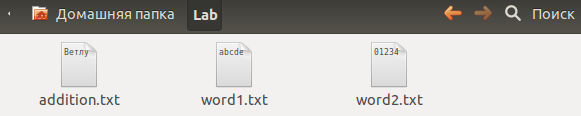 Домашняя папка Lab Поиск
Ветлу abcde 01234
addition.txt word1.txt word2.txt